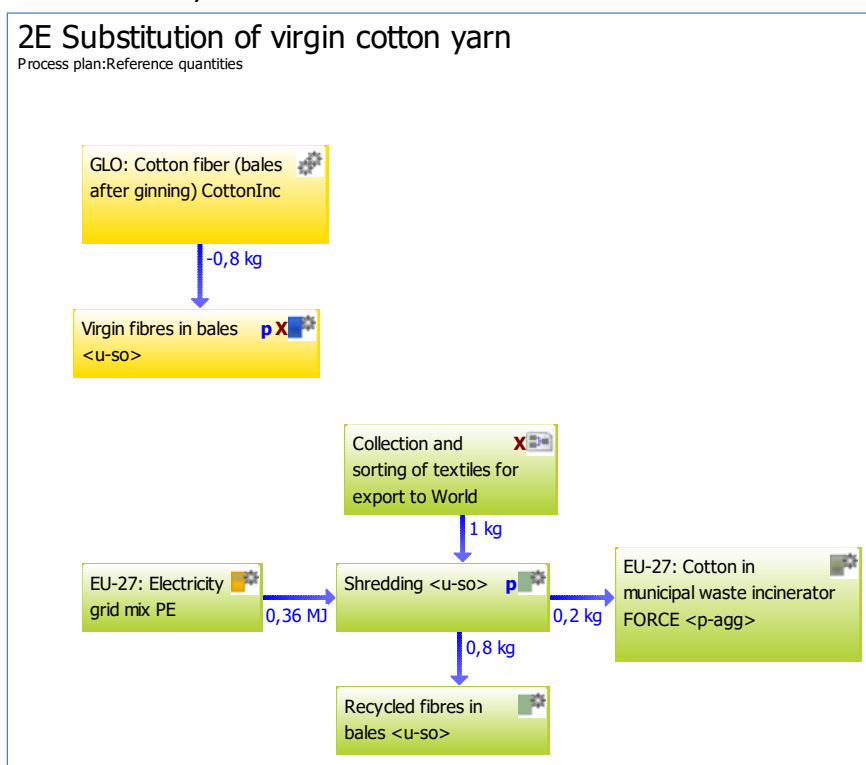 2E Substitution of virgin cotton yarn
Process plan:Reference quantities
GLO: Cotton fiber (bales
after ginning) CottonInc
-0,8 kg
Virgin fibres in bales
<u-so>
p X
Collection and
sorting of textiles for
export to World
X
1 kg
EU-27: Electricity
grid mix PE
0,36 MJ
Shredding <u-so>
p
0,2 kg
EU-27: Cotton in
municipal waste incinerator
FORCE <p-agg>
0,8 kg
Recycled fibres in
bales <u-so>